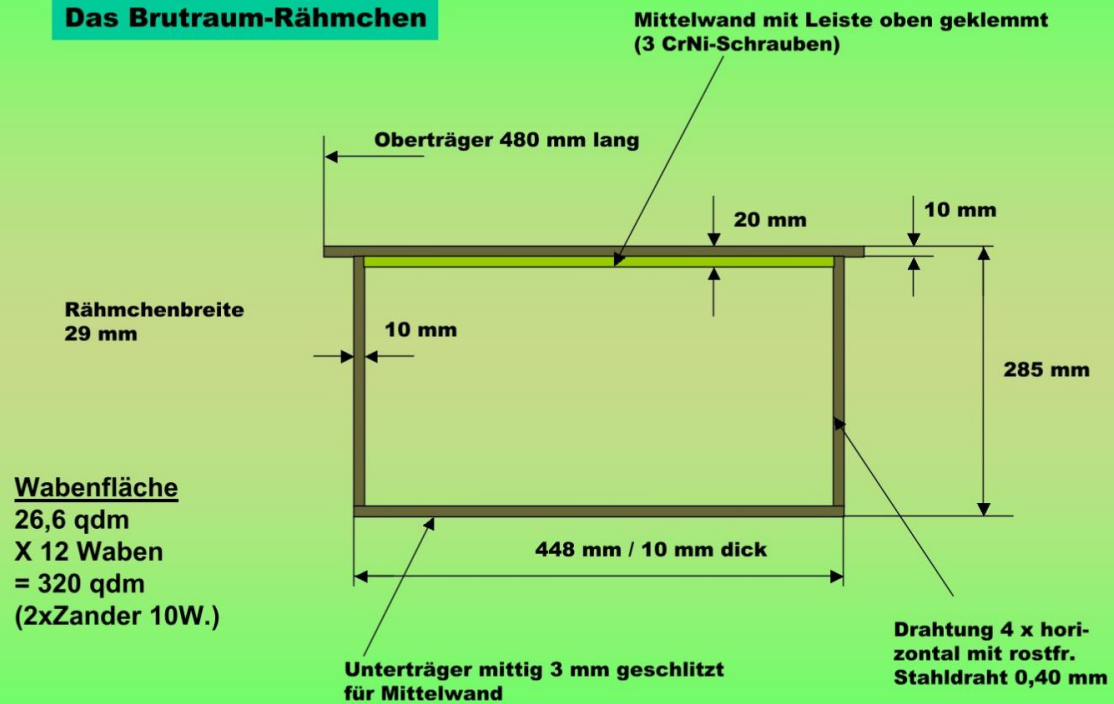 Das Brutraum-Rähmchen
Mittelwand mit Leiste oben geklemmt
(3 CrNi-Schrauben)
Oberträger 480 mm lang
20 mm
10 mm
Rähmchenbreite
29 mm
10 mm
285 mm
Wabenfläche
26,6 qdm
X 12 Waben
= 320 qdm
(2xZander 10W.)
448 mm / 10 mm dick
Unterträger mittig 3 mm geschlitzt
für Mittelwand
Drahtung 4 x hori-
zontal mit rostfr.
Stahldraht 0,40 mm